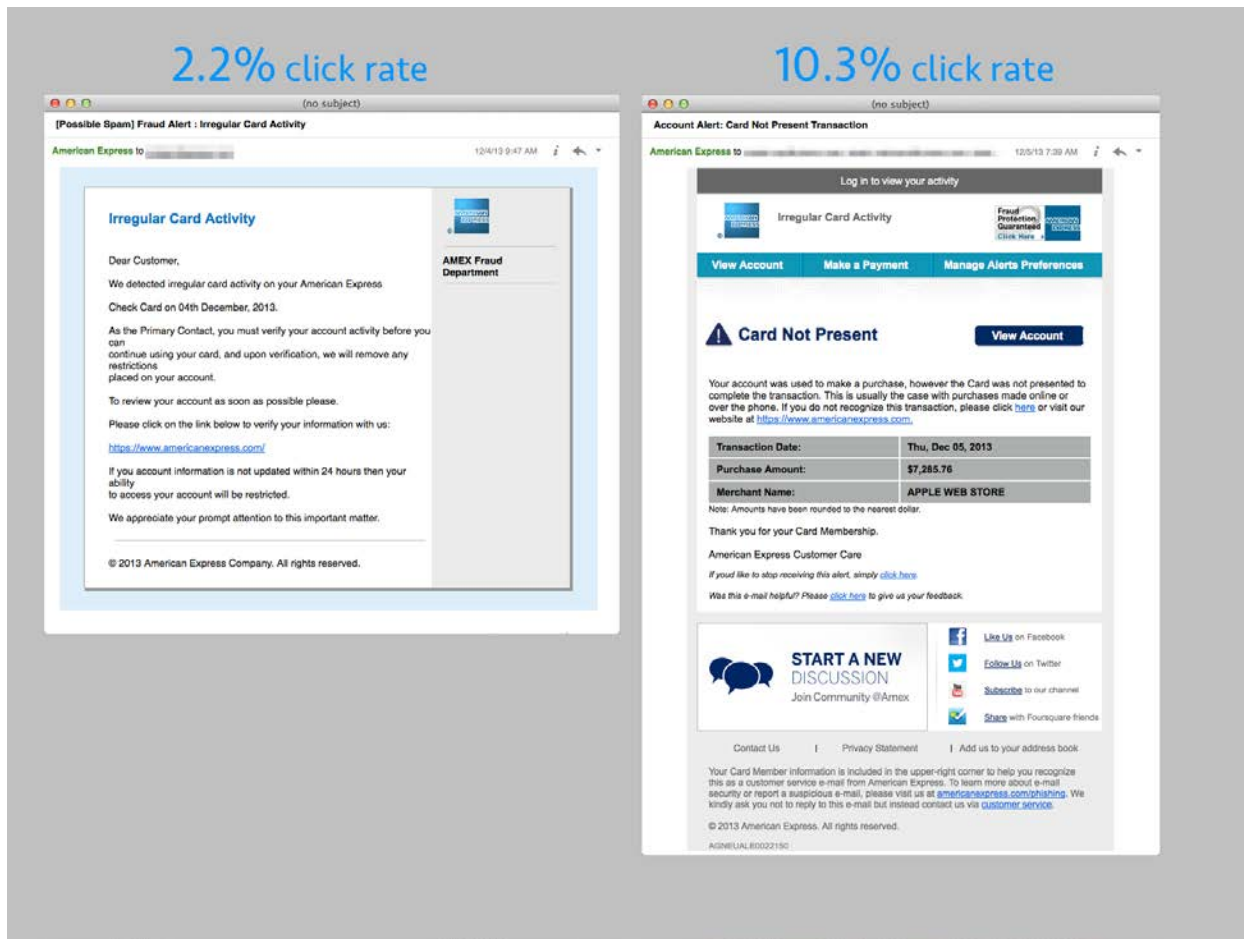 2.2% click rate
(no subject)
[Possible Spam] Fraud Alert : Irregular Card Activity
American Express to
12/4/13 9:47 AM
Irregular Card Activity
AMERICAN EXPRESS
AMEX Fraud
Department
Dear Customer,
We detected irregular card activity on your American Express
Check Card on 04th December, 2013.
As the Primary Contact, you must verify your account activity before you
can
continue using your card, and upon verification, we will remove any
restrictions
placed on your account.
To review your account as soon as possible please.
Please click on the link below to verify your information with us:
https://www.americanexpress.com/
If you account information is not updated within 24 hours then your
ability
to access your account will be restricted.
We appreciate your prompt attention to this important matter.
© 2013 American Express Company. All rights reserved.
10.3% click rate
(no subject)
Account Alert: Card Not Present Transaction
American Express to
12/5/13 7:39 AM
Log in to view your activity
AMERICAN EXPRESS
Irregular Card Activity
Fraud
Protection
Guaranteed
Click Here
AMERICAN EXPRESS
View Account Make a Payment Manage Alerts Preferences
Card Not Present
View Account
Your account was used to make a purchase, however the Card was not presented to
complete the transaction. This is usually the case with purchases made online or
over the phone. If you do not recognize this transaction, please click here or visit our
website at https://www.americanexpress.com.
Transaction Date: Thu, Dec 05, 2013
Purchase Amount: $7,285.76
Merchant Name: APPLE WEB STORE
Note: Amounts have been rounded to the nearest dollar.
Thank you for your Card Membership.
American Express Customer Care
If youd like to stop receiving this alert, simply click here.
Was this e-mail helpful? Please click here to give us your feedback.
START A NEW
DISCUSSION
Join Community @Amex
Like Us on Facebook
Follow Us on Twitter
Subscribe to our channel
Share with Foursquare friends
Contact Us | Privacy Statement | Add us to your address book
Your Card Member information is included in the upper-right corner to help you recognize
this as a customer service e-mail from American Express. To learn more about e-mail
security or report a suspicious e-mail, please visit us at americanexpress.com/phishing. We
kindly ask you not to reply to this e-mail but instead contact us via customer service.
© 2013 American Express. All rights reserved.